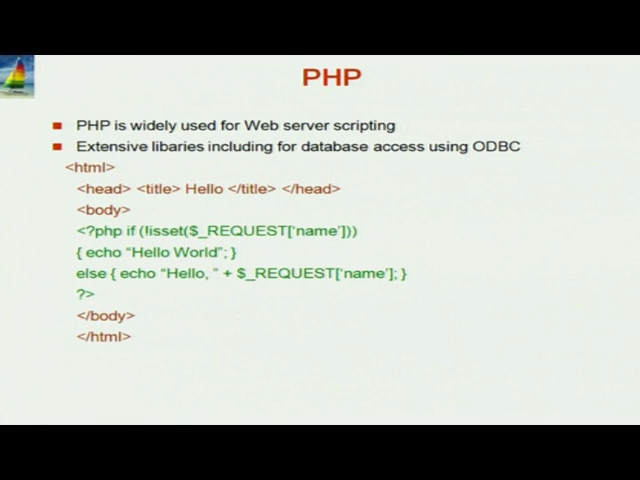 PHP
PHP is widely used for Web server scripting
Extensive libaries including for database access using ODBC
<html>
<head> <title> Hello </title> </head>
<body>
<?php if (!isset($_REQUEST[‘name’]))
{ echo “Hello World”; }
else { echo “Hello, ” + $_REQUEST[‘name’]; }
?>
</body>
</html>